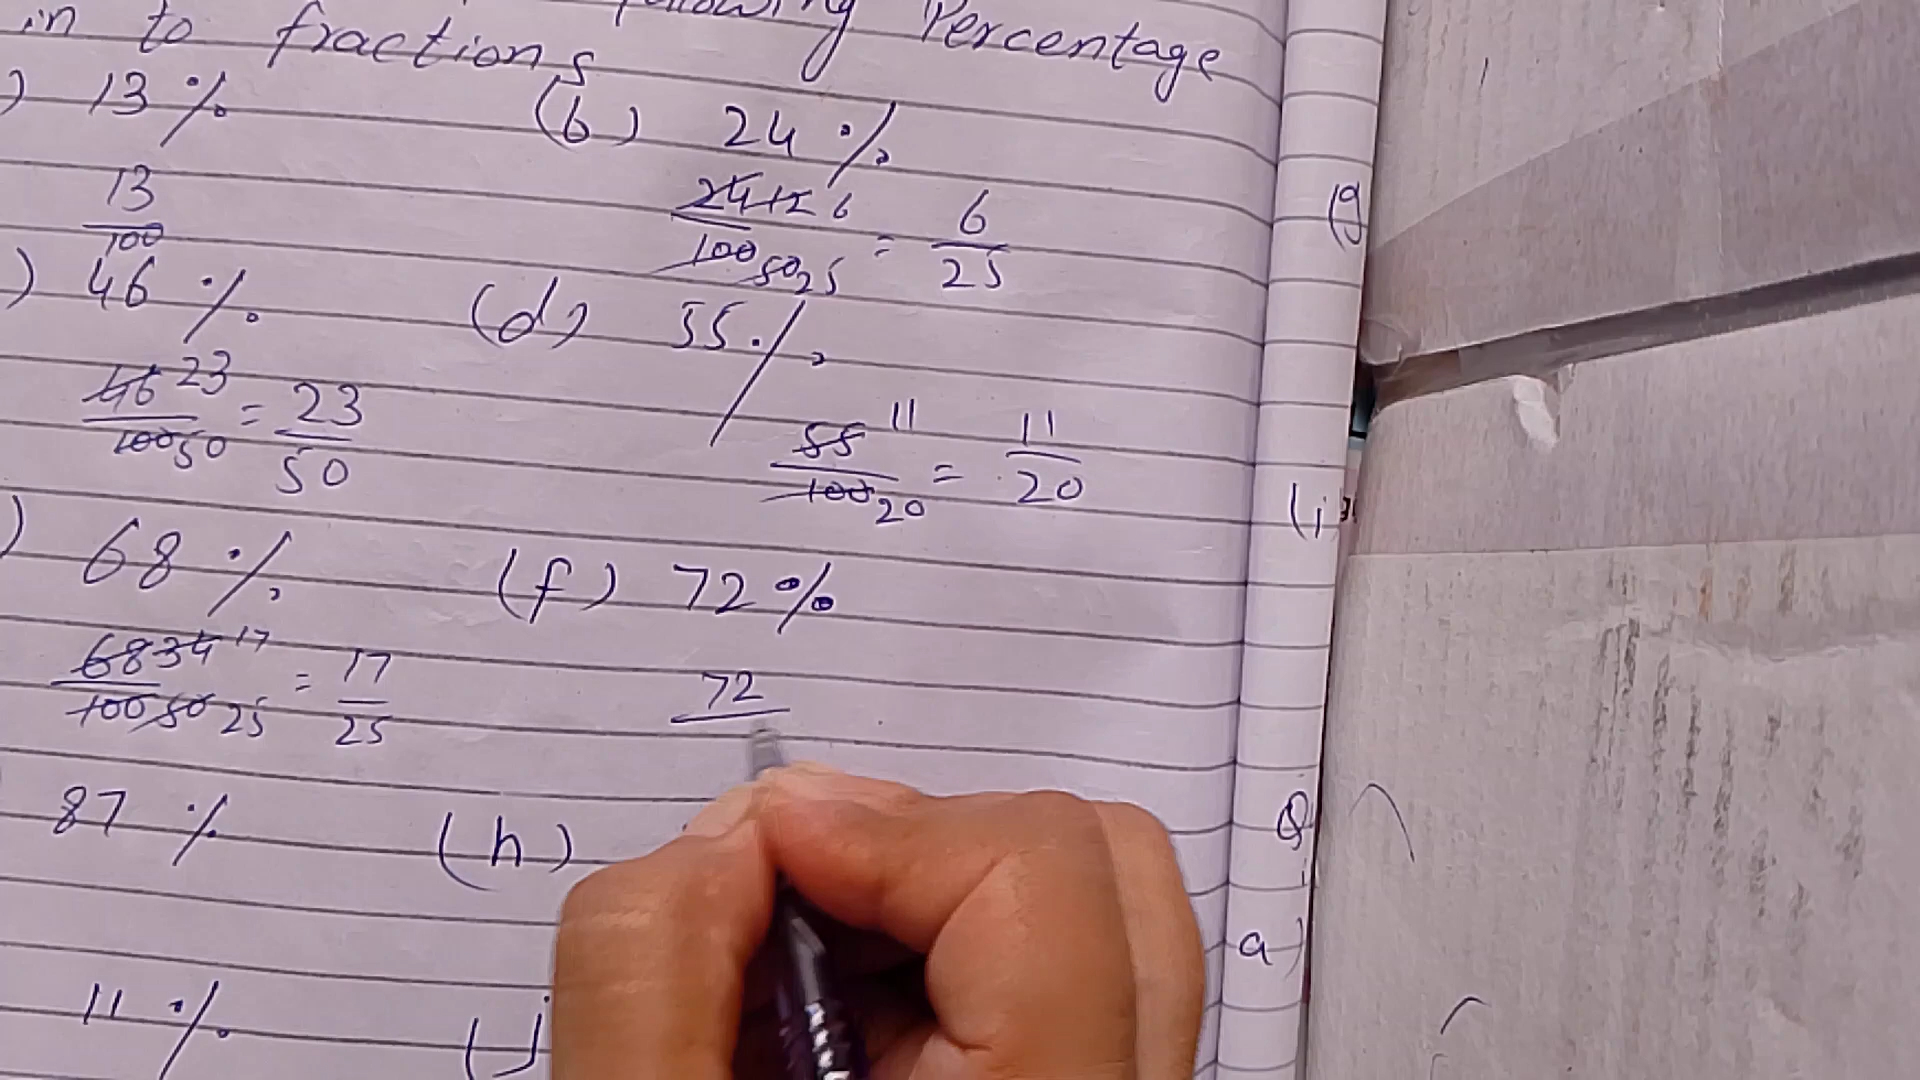 following Percentage
in to fractions
) 13 % (b) 24 %
13/100 24 12 6/100 50 25 = 6/25
) 46 % (d) 55 %
46 23/100 50 = 23/50 55 11/100 20 = 11/20
) 68 % (f) 72 %
68 34 17/100 50 25 = 17/25 72
87 % (h)
11 % (j
(g
(i
Q
a)